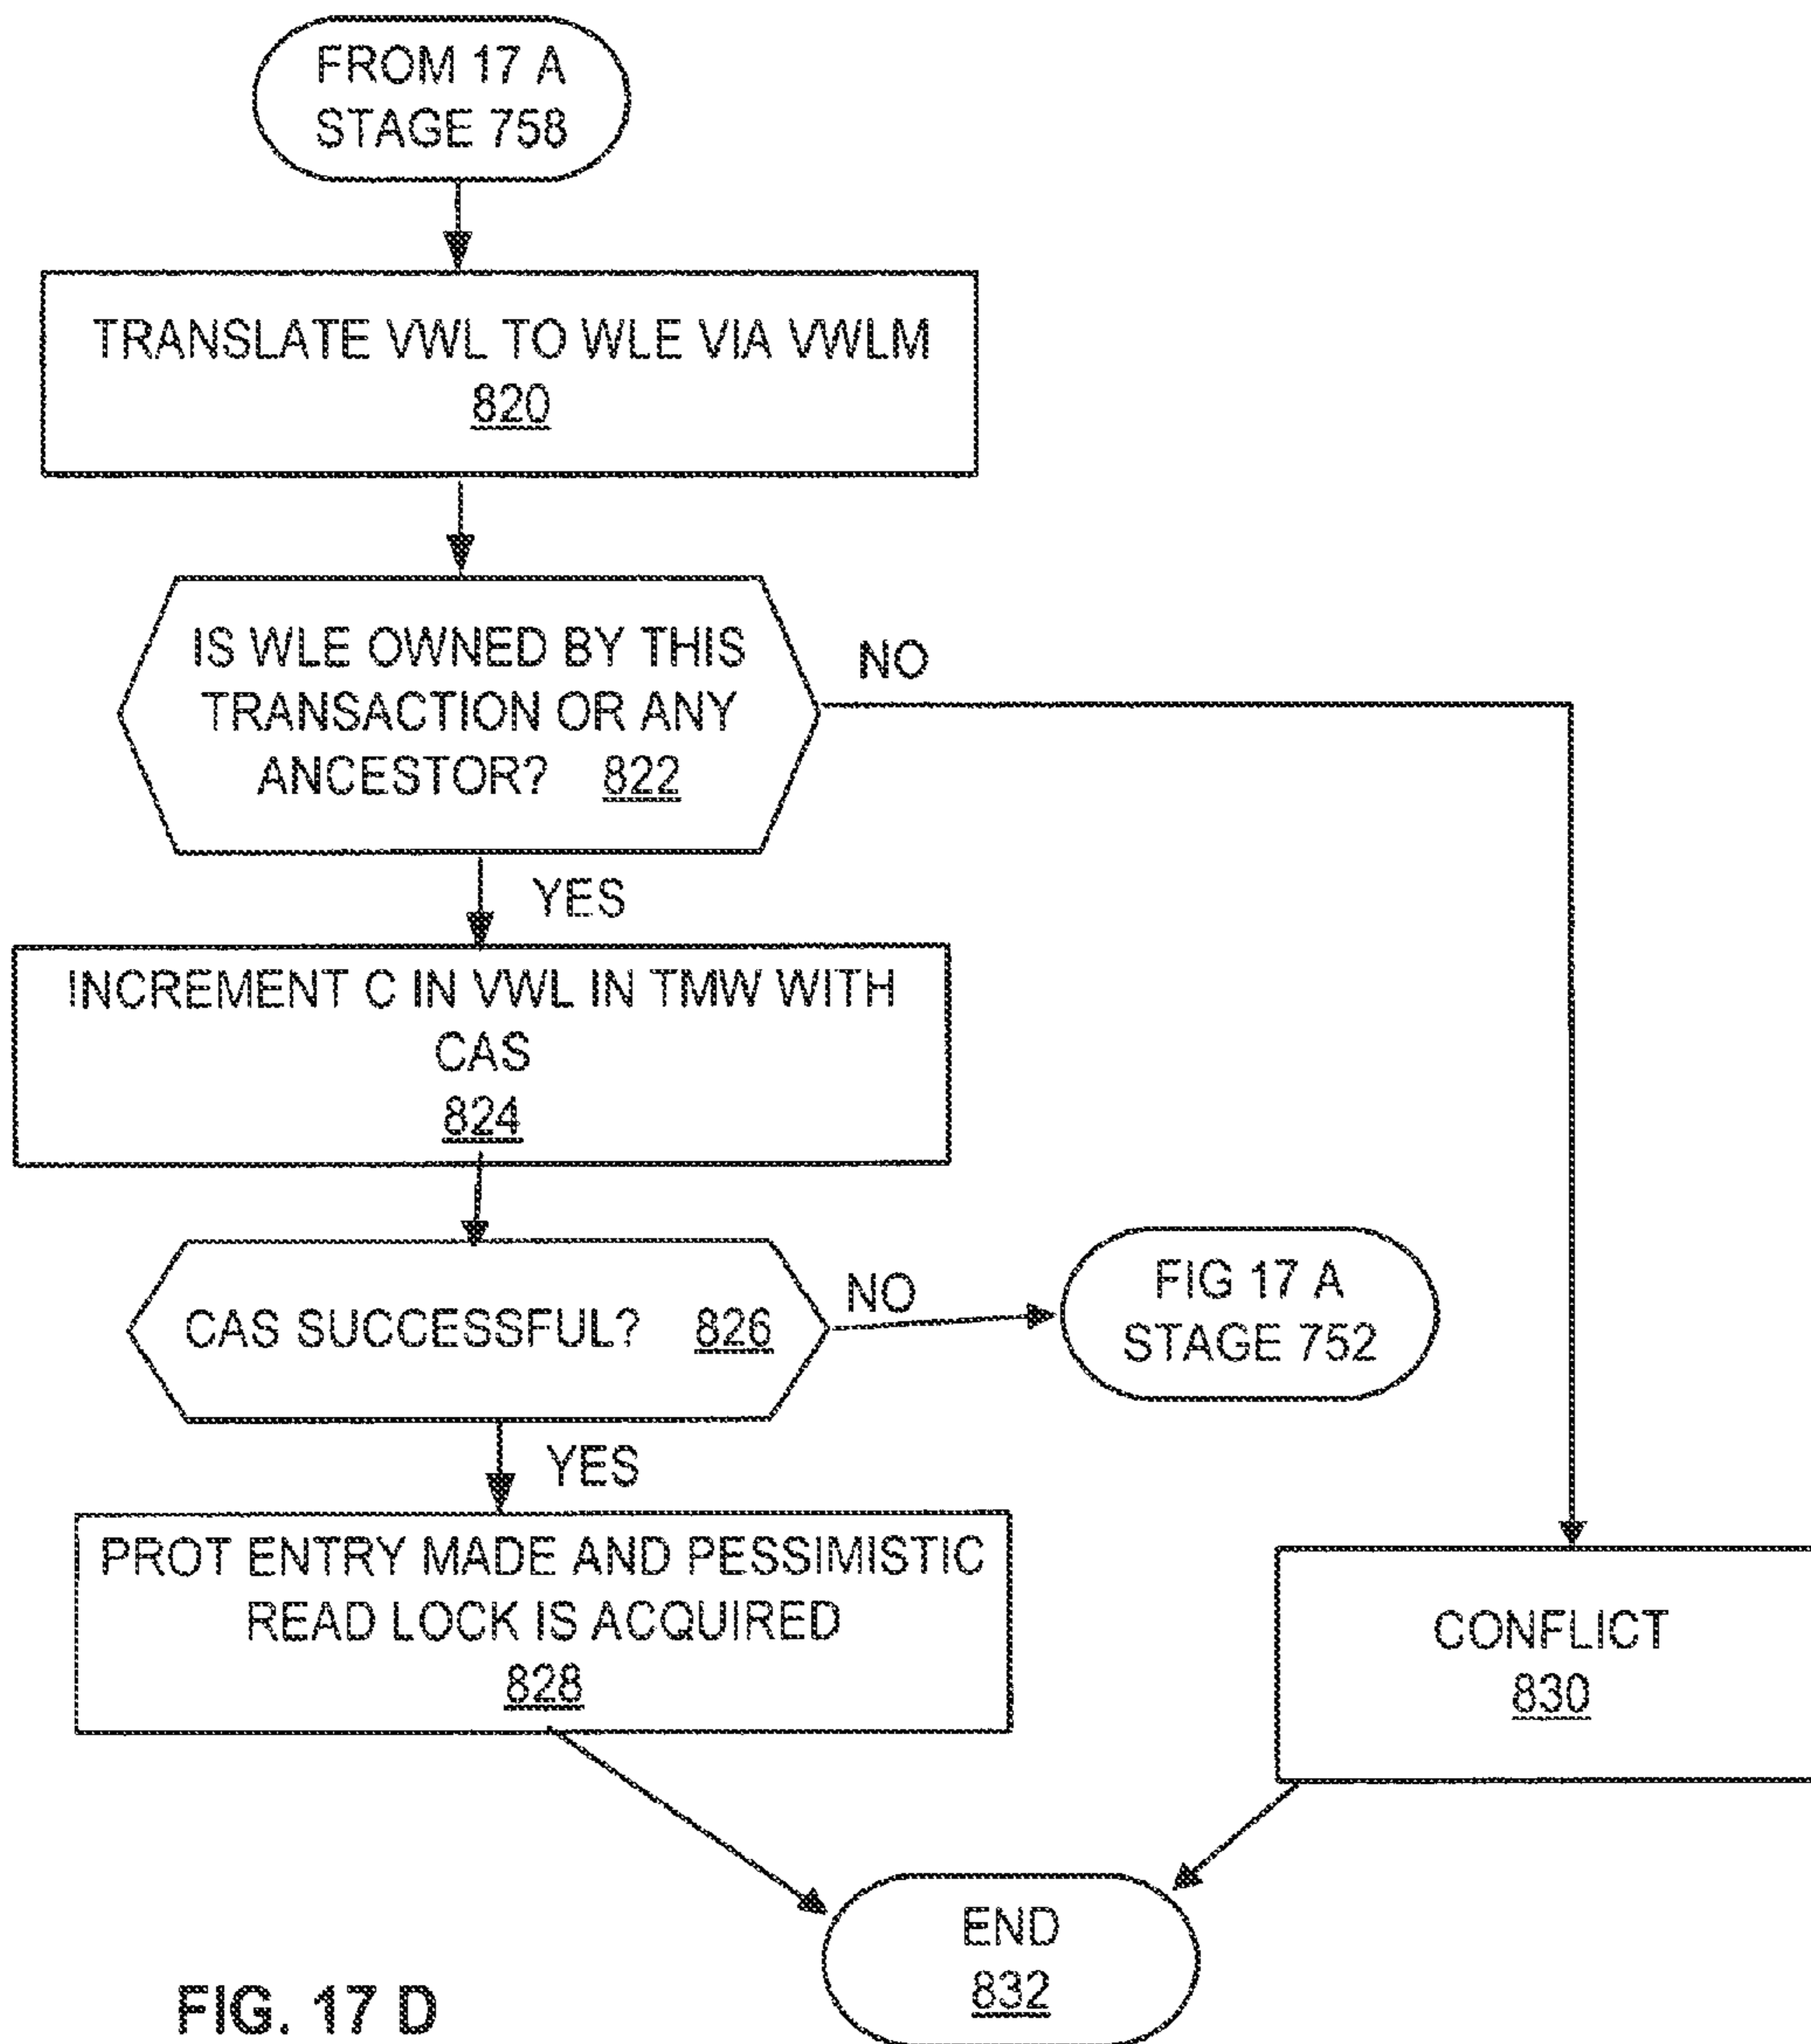 FROM 17 A
STAGE 758
TRANSLATE VWL TO WLE VIA VWLM
820
IS WLE OWNED BY THIS
TRANSACTION OR ANY
ANCESTOR? 822
NO
YES
INCREMENT C IN VWL IN TMW WITH
CAS
824
CAS SUCCESSFUL? 826
NO
FIG 17 A
STAGE 752
YES
PROT ENTRY MADE AND PESSIMISTIC
READ LOCK IS ACQUIRED
828
CONFLICT
830
END
832
FIG. 17 D